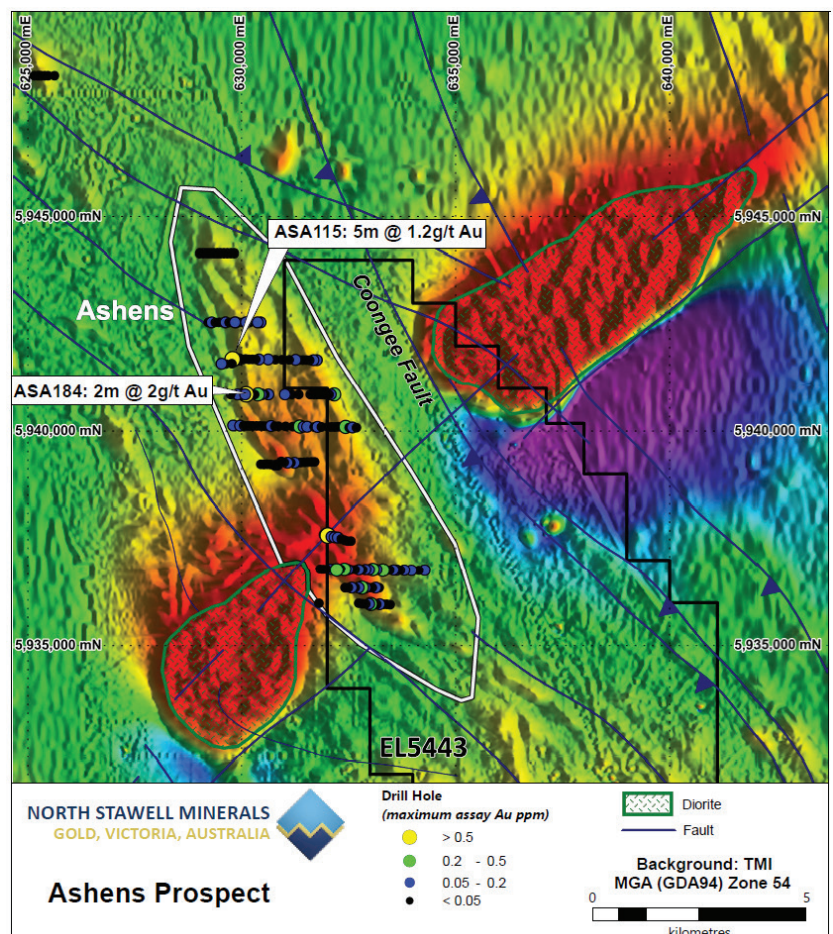 625,000 mE
630,000 mE
635,000 mE
640,000 mE
5,945,000 mN
5,945,000 mN
ASA115: 5m @ 1.2g/t Au
Ashens
Coongee Fault
ASA184: 2m @ 2g/t Au
5,940,000 mN
5,940,000 mN
5,935,000 mN
5,935,000 mN
EL5443
NORTH STAWELL MINERALS
GOLD, VICTORIA, AUSTRALIA
Ashens Prospect
Drill Hole
(maximum assay Au ppm)
> 0.5
0.2 - 0.5
0.05 - 0.2
< 0.05
Diorite
Fault
Background: TMI
MGA (GDA94) Zone 54
0 5
kilometres